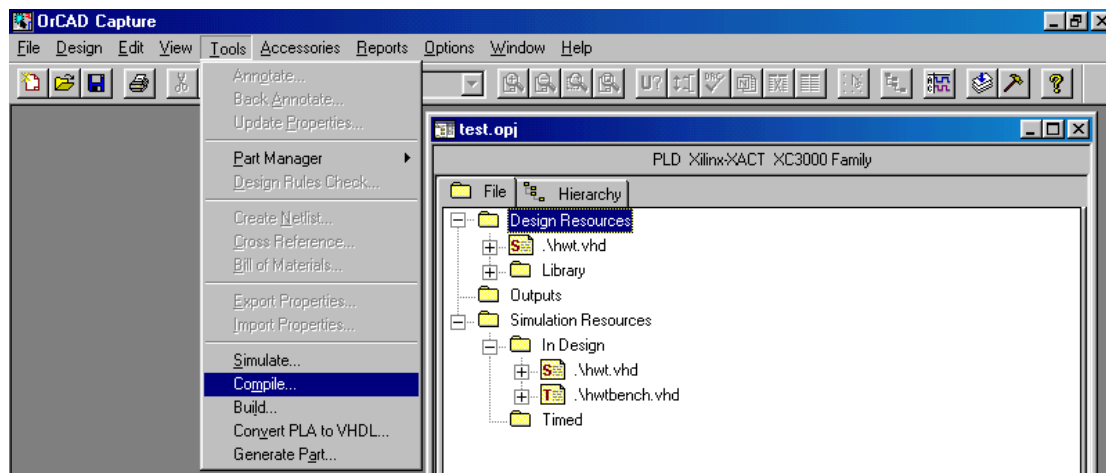 OrCAD Capture
File Design Edit View Tools Accessories Reports Options Window Help
U?
Annotate...
Back Annotate...
Update Properties...
Part Manager
Design Rules Check...
Create Netlist...
Cross Reference...
Bill of Materials...
Export Properties...
Import Properties...
Simulate...
Compile...
Build...
Convert PLA to VHDL...
Generate Part...
test.opj
PLD Xilinx-XACT XC3000 Family
File Hierarchy
Design Resources
.\hwt.vhd
Library
Outputs
Simulation Resources
In Design
.\hwt.vhd
.\hwtbench.vhd
Timed